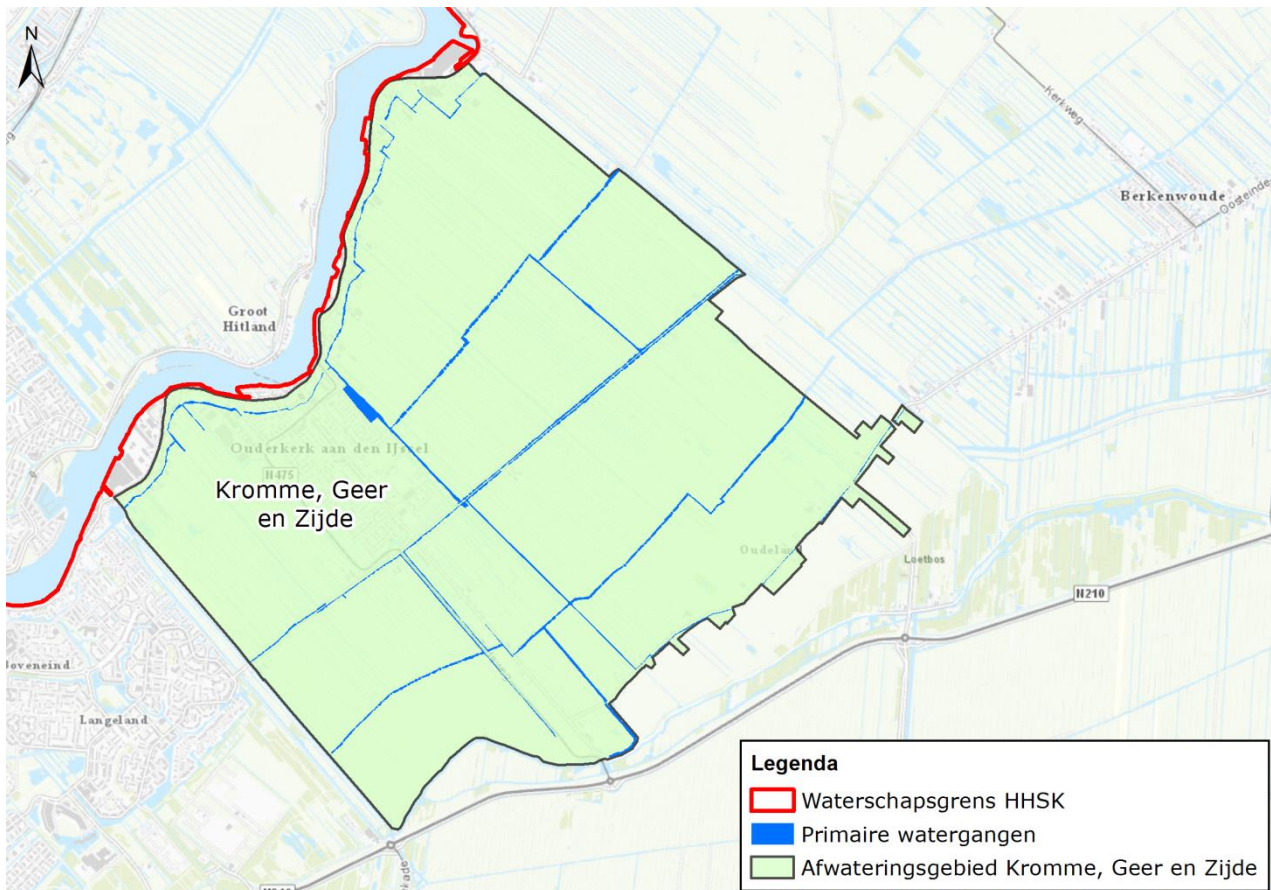 N
Kerkweg
Berkenwoude
Groot
Hitland
Ouderkerk aan den IJssel
N475
Kromme, Geer
en Zijde
Oudeland
Loetbos
N210
Langeland
Legenda
Waterschapsgrens HHSK
Primaire watergangen
Afwateringsgebied Kromme, Geer en Zijde